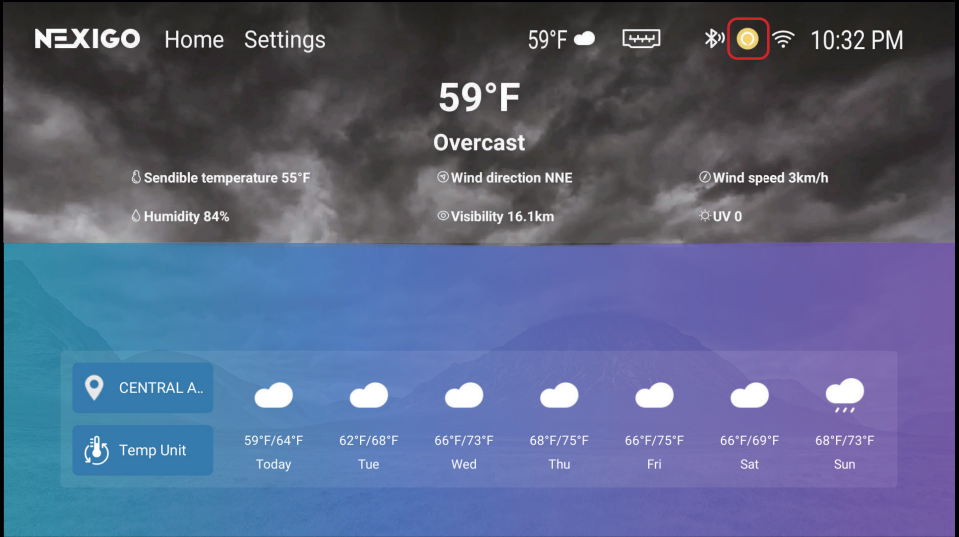 NEXIGO Home Settings 59°F 10:32 PM
59°F
Overcast
Sendible temperature 55°F Wind direction NNE Wind speed 3km/h
Humidity 84% Visibility 16.1km UV 0
CENTRAL A..
Temp Unit
59°F/64°F 62°F/68°F 66°F/73°F 68°F/75°F 66°F/75°F 66°F/69°F 68°F/73°F
Today Tue Wed Thu Fri Sat Sun